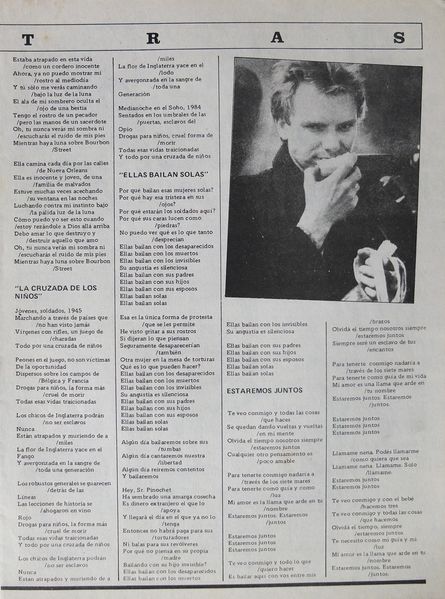 T R A S
Estaba atrapado en esta vida
/como un cordero inocente
Ahora, ya no puedo mostrar mi
/rostro al mediodía
Y tú sólo me verás caminando
/bajo la luz de la luna
El ala de mi sombrero oculta el
/ojo de una bestia
Tengo el rostro de un pecador
/pero las manos de un sacerdote
Oh, tu nunca verás mi sombra ni
/escucharás el ruido de mis pies
Mientras haya luna sobre Bourbon
/Street
Ella camina cada día por las calles
/de Nueva Orleans
Ella es inocente y joven, de una
/familia de malvados
Estuve muchas veces acechando
/su ventana en las noches
Luchando contra mi instinto bajo
/la pálida luz de la luna
Cómo puedo yo ser esto cuando
/estoy rezándole a Dios allá arriba
Debo amar lo que destruyo y
/destruir aquello que amo
Oh, tú nunca verás mi sombra ni
/escucharás el ruido de mis pies
Mientras haya luna sobre Bourbon
/Street
"LA CRUZADA DE LOS
NIÑOS"
Jóvenes, soldados, 1945
Marchando a través de países que
/no han visto jamás
Vírgenes con rifles, un juego de
/charadas
Todo por una cruzada de niños
Peones en el juego, no son víctimas
De la oportunidad
Dispersos sobre los campos de
/Bélgica y Francia
Drogas para niños, la forma más
/cruel de morir
Todas esas vidas traicionadas
Los chicos de Inglaterra podrán
/no ser esclavos
Nunca
Están atrapados y muriendo de a
/miles
La flor de Inglaterra yace en el
Fango
Y avergonzada en la sangre de
/toda una generación
Los robustos generales se guarecen
/detrás de las
Líneas
Las lecciones de historia se
/ahogaron en vino
Rojo
Drogas para niños, la forma más
/cruel de morir
Todas esas vidas traicionadas
Y todo por una cruzada de niños
Los chicos de Inglaterra podrán
/no ser esclavos
Nunca
Están atrapados y muriendo de a
/miles
La flor de Inglaterra yace en el
/lodo
Y avergonzada en la sangre de
/toda una
Generación
Medianoche en el Soho, 1984
Sentados en los umbrales de las
/puertas, esclavos del
Opio
Drogas para niños, cruel forma de
/morir
Todas esas vidas traicionadas
Y todo por una cruzada de niños
"ELLAS BAILAN SOLAS"
Por qué bailan esas mujeres solas?
Por qué hay esa tristeza en sus
/ojos?
Por qué estarán los soldados aquí?
Por qué sus caras lucen como
/piedras?
No puedo ver qué es lo que tanto
/desprecian
Ellas bailan con los desaparecidos
Ellas bailan con los muertos
Ellas bailan con los invisibles
Su angustia es silenciosa
Ellas bailan con sus padres
Ellas bailan con sus hijos
Ellas bailan con sus esposos
Ellas bailan solas
Ellas bailan solas
Esa es la única forma de protesta
/que se les permite
He visto gritar a sus rostros
Si dijeran lo que piensan
Seguramente desaparecerían
/también
Otra mujer en la mesa de torturas
Qué es lo que pueden hacer?
Ellas bailan con los desaparecidos
Ellas bailan con los muertos
Ellas bailan con los invisibles
Su angustia es silenciosa
Ellas bailan con sus padres
Ellas bailan con sus hijos
Ellas bailan con sus esposos
Ellas bailan solas
Ellas bailan solas
Algún día bailaremos sobre sus
/tumbas
Algún día cantaremos nuestra
/libertad
Algún día reiremos contentos
Y bailaremos
Hey, Sr. Pinochet
Ha sembrado una amarga cosecha
Es dinero extranjero el que lo
/apoya
Y llegará el día en el que ya no lo
/tenga
Entonces no habrá paga para sus
/torturadores
Ni balas para sus revólveres
Por qué no piensa en su propia
/madre
Bailando con su hijo invisible?
Ellas bailan con los desaparecidos
Ellas bailan con los muertos
Ellas bailan con los invisibles
Su angustia es silenciosa
Ellas bailan con sus padres
Ellas bailan con sus hijos
Ellas bailan con sus esposos
Ellas bailan solas
ESTAREMOS JUNTOS
Te veo conmigo y todas las cosas
/que haces
Se quedan dando vueltas y vueltas
/en mi mente
Olvida el tiempo nosotros siempre
/estaremos juntos
Cualquier otro pensamiento es
/poco amable
Para tenerte conmigo nadaría a
/través de los siete mares
Para tenerte como guía y como
/luz
Mi amor es la llama que arde en tu
/nombre
Estaremos juntos. Estaremos
/juntos
Estaremos juntos
Estaremos juntos
Estaremos juntos
Te veo conmigo y todo lo que
/quiero hacer
Es bailar aquí con vos entre mis
/brazos
Olvida el tiempo nosotros siempre
/estaremos juntos
Siempre seré un esclavo de tus
/encantos
Para tenerte conmigo nadaría a
/través de los siete mares
Para tenerte como guía de mi vida
Mi amor es una llama que arde en
/tu nombre
Estaremos juntos, Estaremos
/juntos
Estaremos juntos
Estaremos juntos
Estaremos juntos
Llámame nena. Podés llamarme
/como quiera que sea
Llámame nena. Llámame. Sólo
/llámame
Te veo conmigo y con el bebé
/hacemos tres
Te veo conmigo y todas las cosas
/que hacemos
Olvida el tiempo, siempre
/estaremos juntos
Te necesito como mi guía y mi
/luz
Mi amor es la llama que arde en tu
/nombre
Estaremos juntos, Estaremos
/juntos